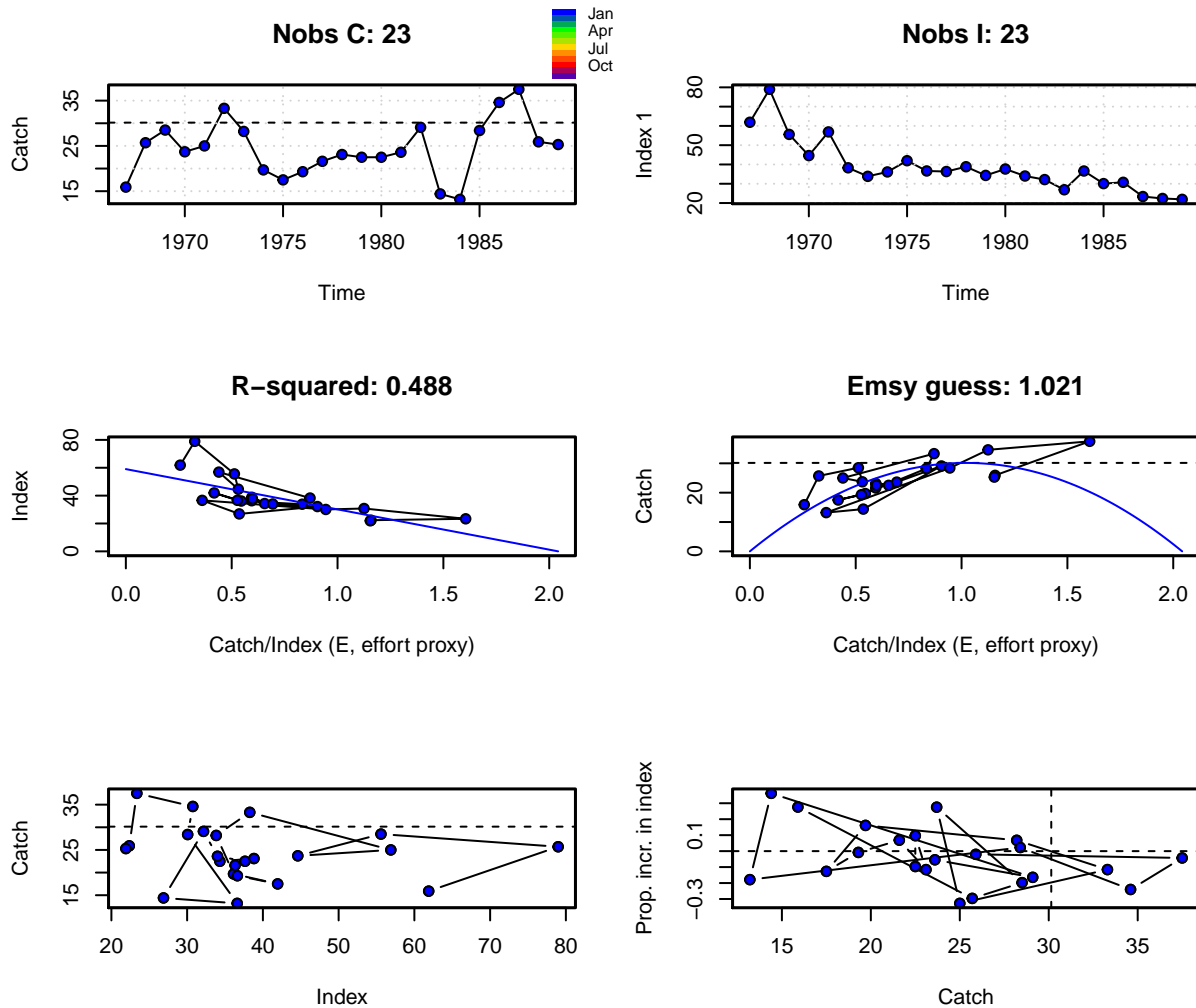 Nobs C: 23
Jan
Apr
Jul
Oct
Catch
15
25
35
1970
1975
1980
1985
Time
Nobs I: 23
Index 1
20
50
80
1970
1975
1980
1985
Time
R−squared: 0.488
Index
0
40
80
0.0
0.5
1.0
1.5
2.0
Catch/Index (E, effort proxy)
Emsy guess: 1.021
Catch
0
20
0.0
0.5
1.0
1.5
2.0
Catch/Index (E, effort proxy)
Catch
15
25
35
20
30
40
50
60
70
80
Index
Prop. incr. in index
−0.3
0.1
15
20
25
30
35
Catch